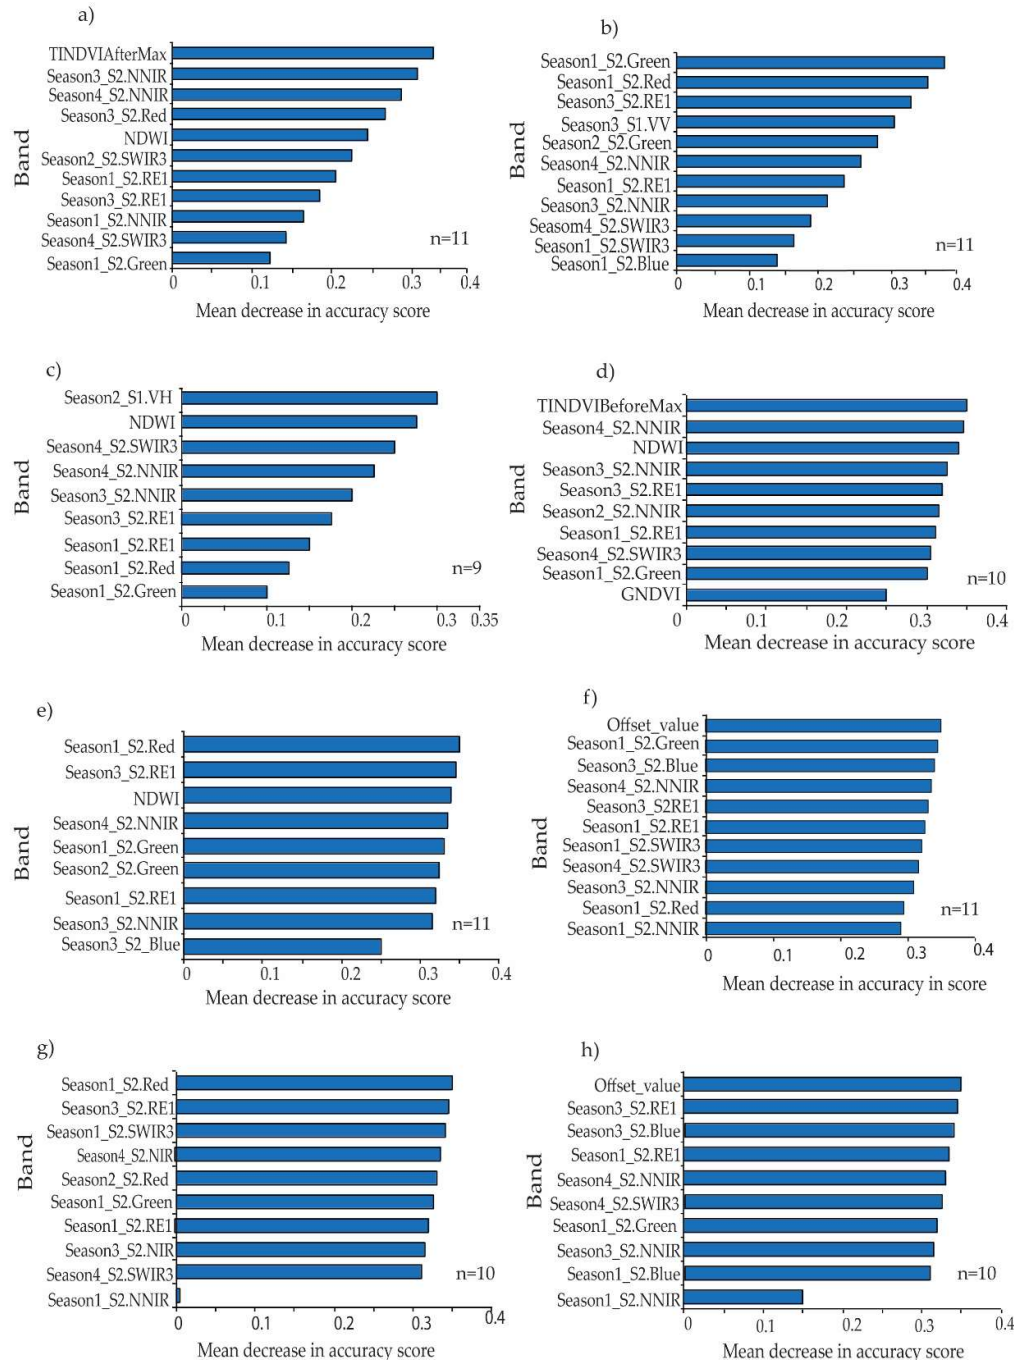 a)
TINDVIAfterMax
Season3_S2.NNIR
Season4_S2.NNIR
Season3_S2.Red
NDWI
Season2_S2.SWIR3
Season1_S2.RE1
Season3_S2.RE1
Season1_S2.NNIR
Season4_S2.SWIR3
Season1_S2.Green
Band
n=11
0 0.1 0.2 0.3 0.4
Mean decrease in accuracy score
b)
Season1_S2.Green
Season1_S2.Red
Season3_S2.RE1
Season3_S1.VV
Season2_S2.Green
Season4_S2.NNIR
Season1_S2.RE1
Season3_S2.NNIR
Seasom4_S2.SWIR3
Season1_S2.SWIR3
Season1_S2.Blue
Band
n=11
0 0.1 0.2 0.3 0.4
Mean decrease in accuracy score
c)
Season2_S1.VH
NDWI
Season4_S2.SWIR3
Season4_S2.NNIR
Season3_S2.NNIR
Season3_S2.RE1
Season1_S2.RE1
Season1_S2.Red
Season1_S2.Green
Band
n=9
0 0.1 0.2 0.3 0.35
Mean decrease in accuracy score
d)
TINDVIBeforeMax
Season4_S2.NNIR
NDWI
Season3_S2.NNIR
Season3_S2.RE1
Season2_S2.NNIR
Season1_S2.RE1
Season4_S2.SWIR3
Season1_S2.Green
GNDVI
Band
n=10
0 0.1 0.2 0.3 0.4
Mean decrease in accuracy score
e)
Season1_S2.Red
Season3_S2.RE1
NDWI
Season4_S2.NNIR
Season1_S2.Green
Season2_S2.Green
Season1_S2.RE1
Season3_S2.NNIR
Season3_S2_Blue
Band
n=11
0 0.1 0.2 0.3 0.4
Mean decrease in accuracy score
f)
Offset_value
Season1_S2.Green
Season3_S2.Blue
Season4_S2.NNIR
Season3_S2RE1
Season1_S2.RE1
Season1_S2.SWIR3
Season4_S2.SWIR3
Season3_S2.NNIR
Season1_S2.Red
Season1_S2.NNIR
Band
n=11
0 0.1 0.2 0.3 0.4
Mean decrease in accuracy in score
g)
Season1_S2.Red
Season3_S2.RE1
Season1_S2.SWIR3
Season4_S2.NIR
Season2_S2.Red
Season1_S2.Green
Season1_S2.RE1
Season3_S2.NIR
Season4_S2.SWIR3
Season1_S2.NNIR
Band
n=10
0 0.1 0.2 0.3 0.4
Mean decrease in accuracy score
h)
Offset_value
Season3_S2.RE1
Season3_S2.Blue
Season1_S2.RE1
Season4_S2.NNIR
Season4_S2.SWIR3
Season1_S2.Green
Season3_S2.NNIR
Season1_S2.Blue
Season1_S2.NNIR
Band
n=10
0 0.1 0.2 0.3 0.4
Mean decrease in accuracy score